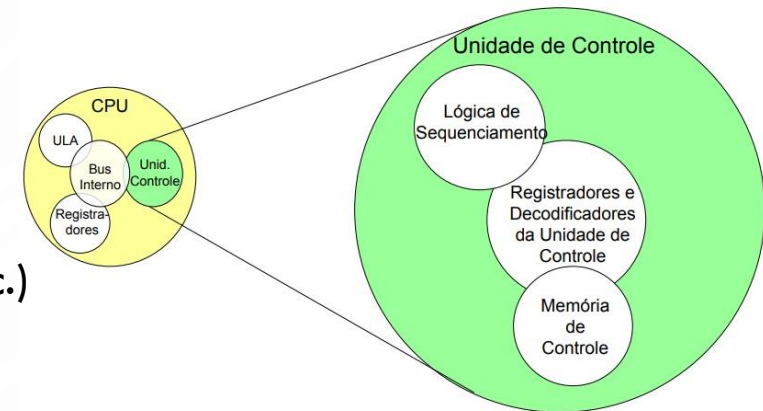 CPU
ULA
Bus
Interno
Unid.
Controle
Registra-
dores
c.)
Unidade de Controle
Lógica de
Sequenciamento
Registradores e
Decodificadores
da Unidade de
Controle
Memória
de
Controle